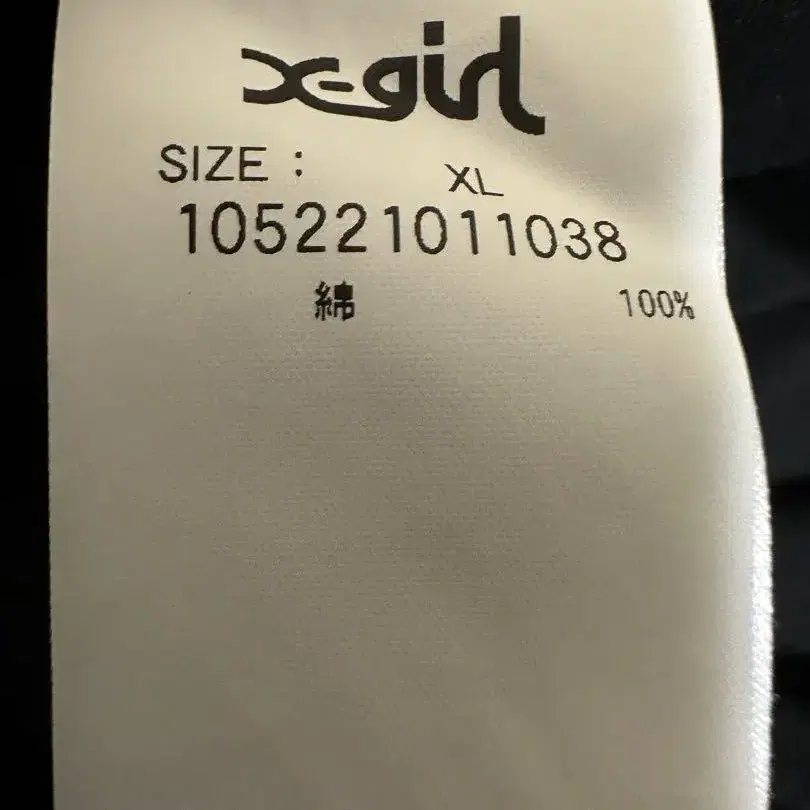 X-girl
SIZE : XL
105221011038
綿 100%